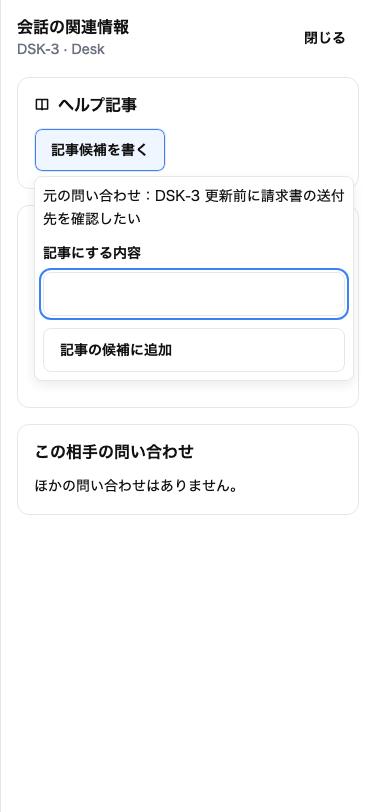 会話の関連情報
DSK-3 · Desk
閉じる
ヘルプ記事
記事候補を書く
元の問い合わせ：DSK-3 更新前に請求書の送付
先を確認したい
記事にする内容
記事の候補に追加
この相手の問い合わせ
ほかの問い合わせはありません。